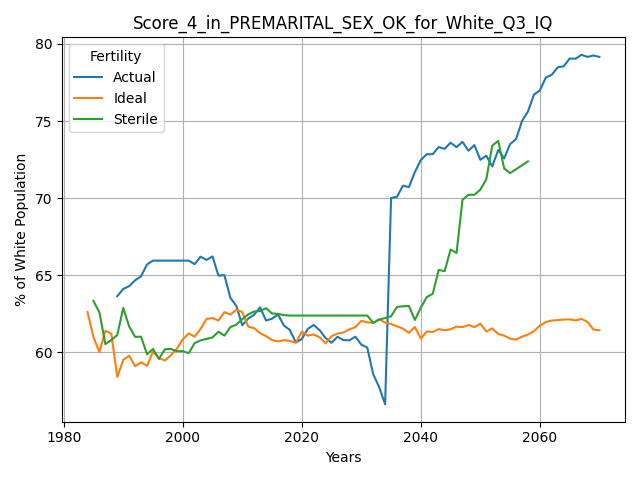 Score_4_in_PREMARITAL_SEX_OK_for_White_Q3_IQ
Fertility
Actual
Ideal
Sterile
% of White Population
80
75
70
65
60
1980
2000
2020
2040
2060
Years